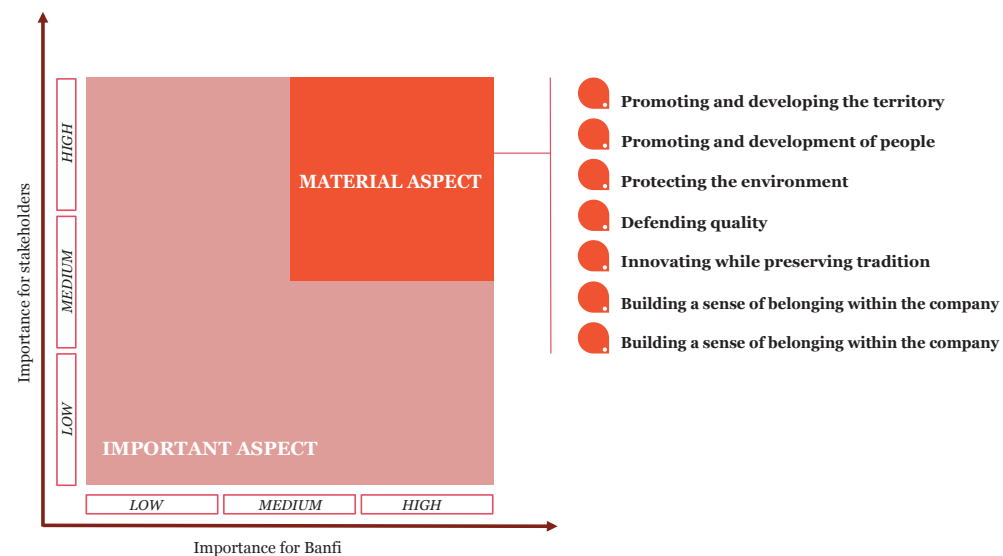 Importance for stakeholders
HIGH
MEDIUM
LOW
MATERIAL ASPECT
IMPORTANT ASPECT
LOW
MEDIUM
HIGH
Importance for Banfi
Promoting and developing the territory
Promoting and development of people
Protecting the environment
Defending quality
Innovating while preserving tradition
Building a sense of belonging within the company
Building a sense of belonging within the company